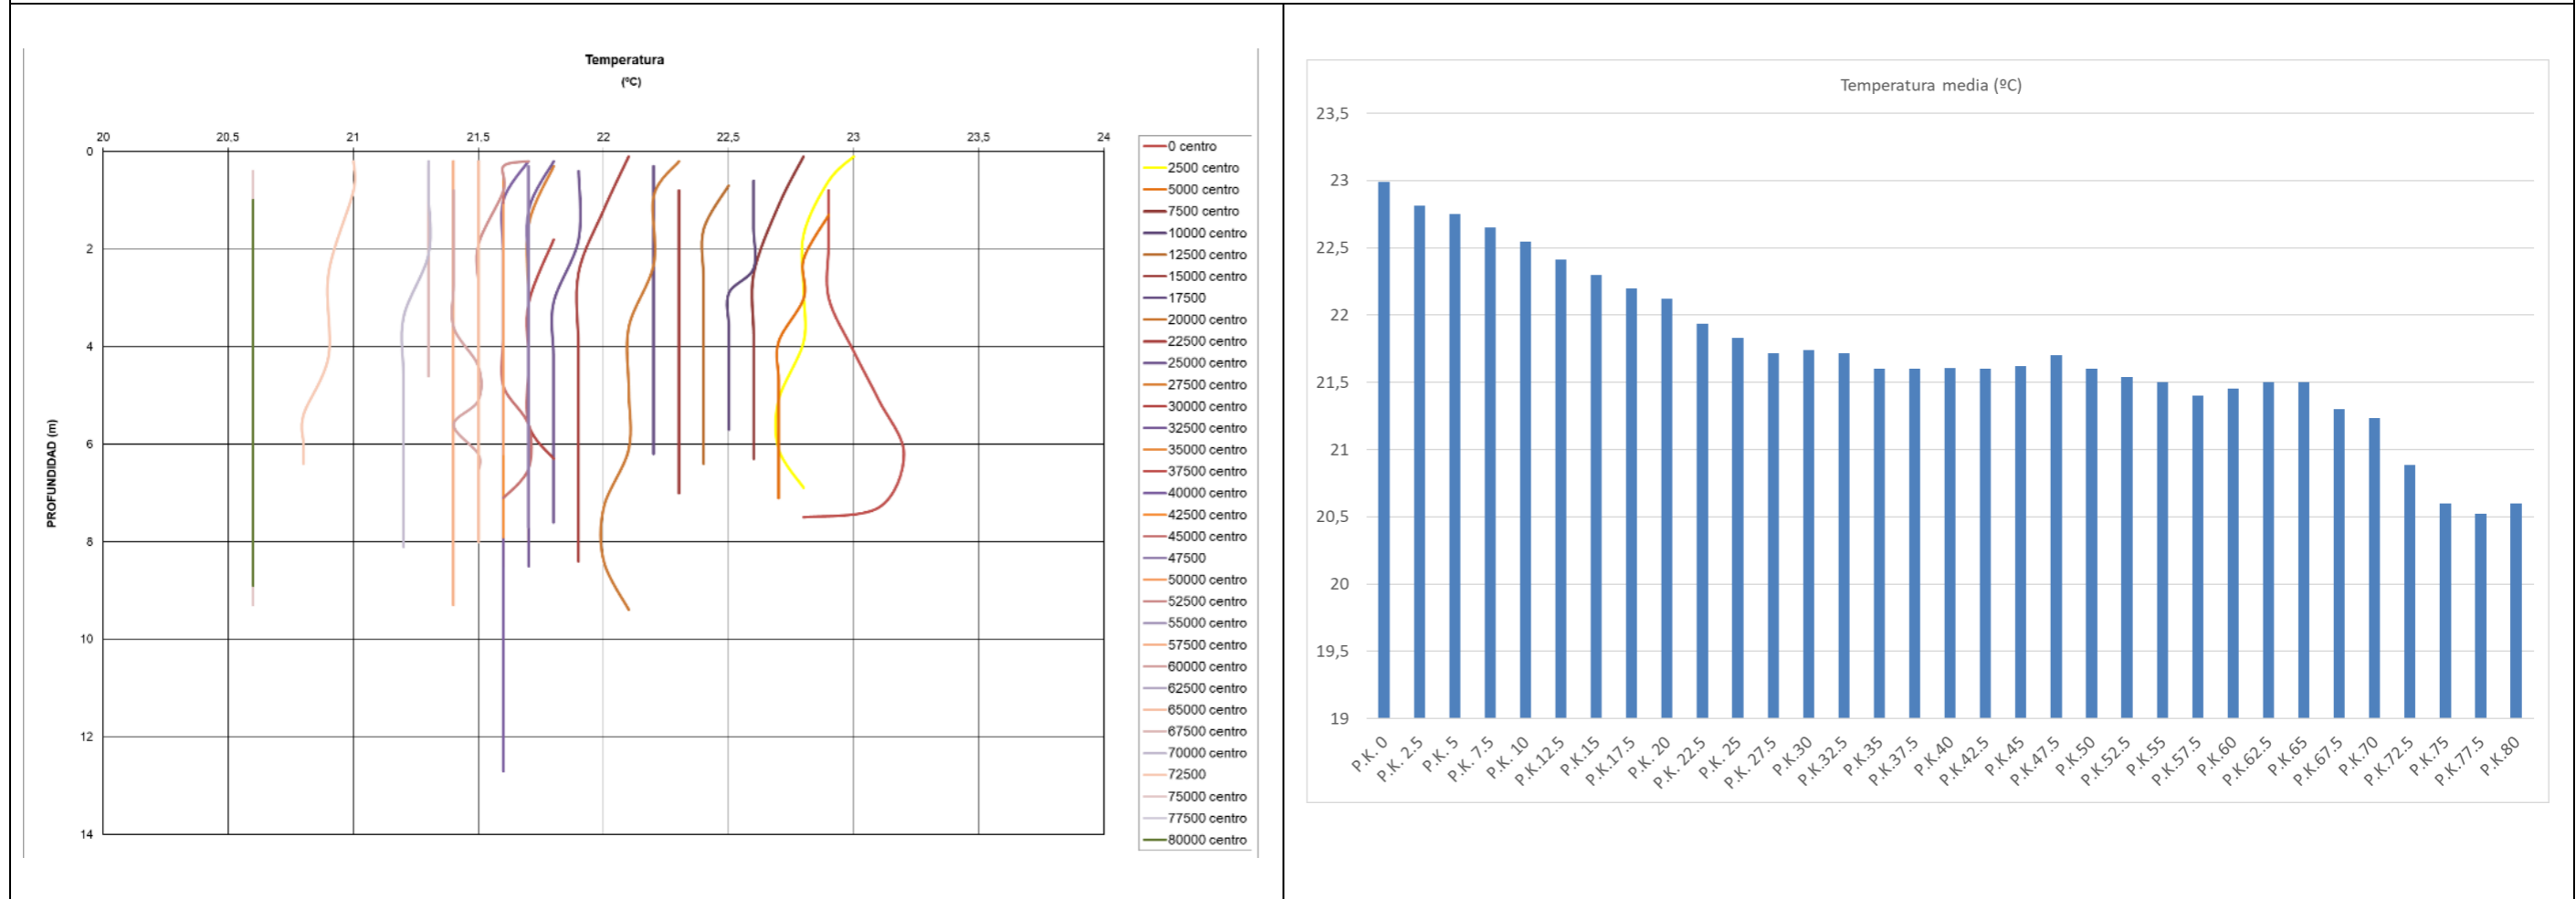 Temperatura
(ºC)
20 20,5 21 21,5 22 22,5 23 23,5 24
0
2
4
6
8
10
12
14
PROFUNDIDAD (m)
0 centro
2500 centro
5000 centro
7500 centro
10000 centro
12500 centro
15000 centro
17500
20000 centro
22500 centro
25000 centro
27500 centro
30000 centro
32500 centro
35000 centro
37500 centro
40000 centro
42500 centro
45000 centro
47500
50000 centro
52500 centro
55000 centro
57500 centro
60000 centro
62500 centro
65000 centro
67500 centro
70000 centro
72500
75000 centro
77500 centro
80000 centro
Temperatura media (ºC)
23,5
23
22,5
22
21,5
21
20,5
20
19,5
19
P.K. 0
P.K. 2.5
P.K. 5
P.K. 7.5
P.K. 10
P.K.12.5
P.K.15
P.K.17.5
P.K. 20
P.K. 22.5
P.K. 25
P.K. 27.5
P.K.30
P.K.32.5
P.K.35
P.K.37.5
P.K.40
P.K.42.5
P.K.45
P.K.47.5
P.K.50
P.K.52.5
P.K.55
P.K.57.5
P.K.60
P.K.62.5
P.K.65
P.K.67.5
P.K.70
P.K.72.5
P.K.75
P.K.77.5
P.K.80